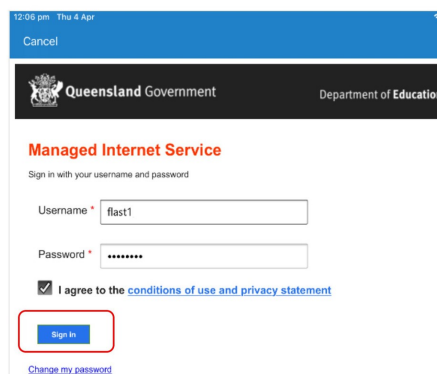 12:06 pm Thu 4 Apr
Cancel
Queensland Government
Department of Education
Managed Internet Service
Sign in with your username and password
Username * flast1
Password * ••••••••
I agree to the conditions of use and privacy statement
Sign in
Change my password